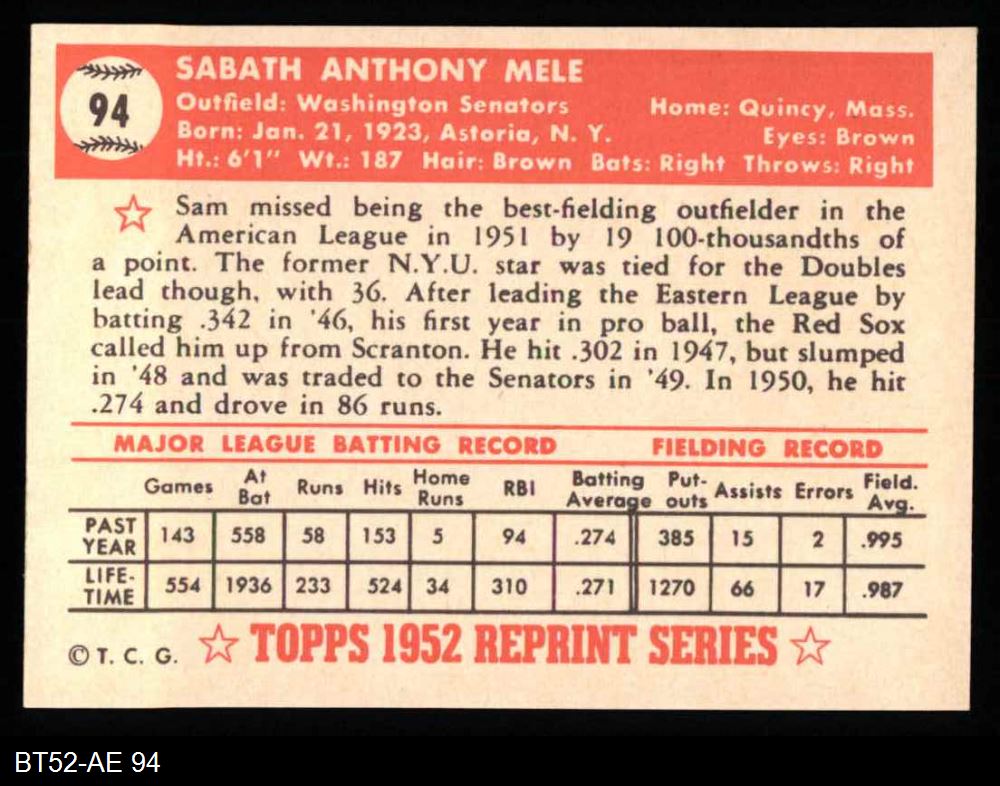 94
SABATH ANTHONY MELE
Outfield: Washington Senators Home: Quincy, Mass.
Born: Jan. 21, 1923, Astoria, N. Y. Eyes: Brown
Ht.: 6'1" Wt.: 187 Hair: Brown Bats: Right Throws: Right
Sam missed being the best-fielding outfielder in the
American League in 1951 by 19 100-thousandths of
a point. The former N.Y.U. star was tied for the Doubles
lead though, with 36. After leading the Eastern League by
batting .342 in '46, his first year in pro ball, the Red Sox
called him up from Scranton. He hit .302 in 1947, but slumped
in '48 and was traded to the Senators in '49. In 1950, he hit
.274 and drove in 86 runs.
MAJOR LEAGUE BATTING RECORD FIELDING RECORD
Games At Bat Runs Hits Home Runs RBI Batting Average Put-outs Assists Errors Field. Avg.
PAST YEAR 143 558 58 153 5 94 .274 385 15 2 .995
LIFE-TIME 554 1936 233 524 34 310 .271 1270 66 17 .987
© T. C. G. TOPPS 1952 REPRINT SERIES
BT52-AE 94